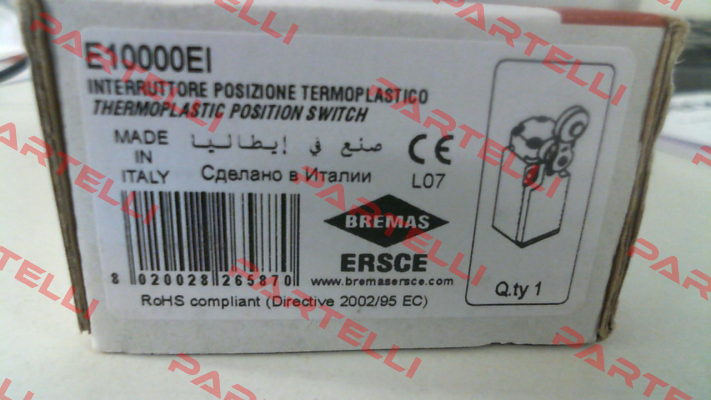 E10000EI
INTERRUTTORE POSIZIONE TERMOPLASTICO
THERMOPLASTIC POSITION SWITCH
MADE IN ITALY
صنع في إيطاليا
Сделано в Италии
CE
L07
BREMAS
ERSCE
www.bremasersce.com
8 020028 265870
RoHS compliant (Directive 2002/95 EC)
Q.ty 1
PARTELLI
PARTELLI
PARTELLI
PARTELLI
PARTELLI
PARTELLI
PARTELLI
PARTELLI